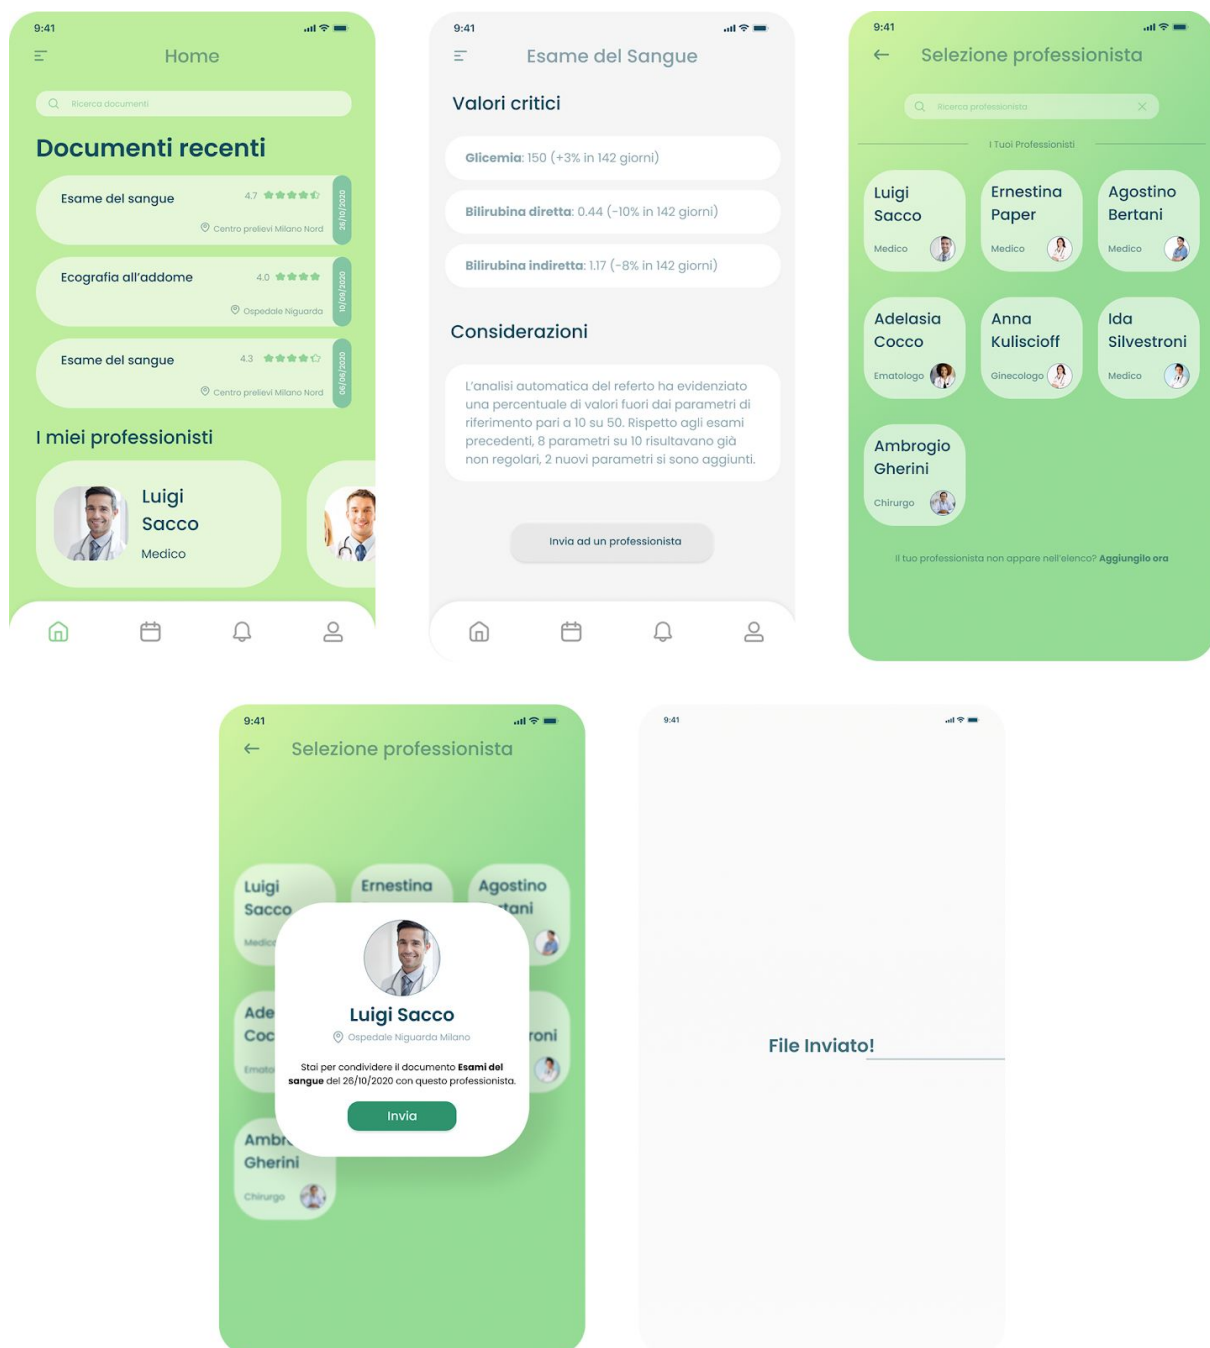 9:41
Home
Ricerca documenti
Documenti recenti
Esame del sangue
4.7
Centro prelievi Milano Nord
26/10/2020
Ecografia all'addome
4.0
Ospedale Niguarda
10/09/2020
Esame del sangue
4.3
Centro prelievi Milano Nord
06/06/2020
I miei professionisti
Luigi
Sacco
Medico
9:41
Esame del Sangue
Valori critici
Glicemia: 150 (+3% in 142 giorni)
Bilirubina diretta: 0.44 (-10% in 142 giorni)
Bilirubina indiretta: 1.17 (-8% in 142 giorni)
Considerazioni
L'analisi automatica del referto ha evidenziato
una percentuale di valori fuori dai parametri di
riferimento pari a 10 su 50. Rispetto agli esami
precedenti, 8 parametri su 10 risultavano già
non regolari, 2 nuovi parametri si sono aggiunti.
Invia ad un professionista
9:41
Selezione professionista
Ricerca professionista
I Tuoi Professionisti
Luigi
Sacco
Medico
Ernestina
Paper
Medico
Agostino
Bertani
Medico
Adelasia
Cocco
Ematologo
Anna
Kuliscioff
Ginecologo
Ida
Silvestroni
Medico
Ambrogio
Gherini
Chirurgo
Il tuo professionista non appare nell'elenco? Aggiungilo ora
9:41
Selezione professionista
Luigi
Sacco
Medico
Ernestina
Agostino
tani
Ade
Coc
Emato
roni
Ambr
Gherini
Chirurgo
Luigi Sacco
Ospedale Niguarda Milano
Stai per condividere il documento Esami del
sangue del 26/10/2020 con questo professionista.
Invia
9:41
File Inviato!